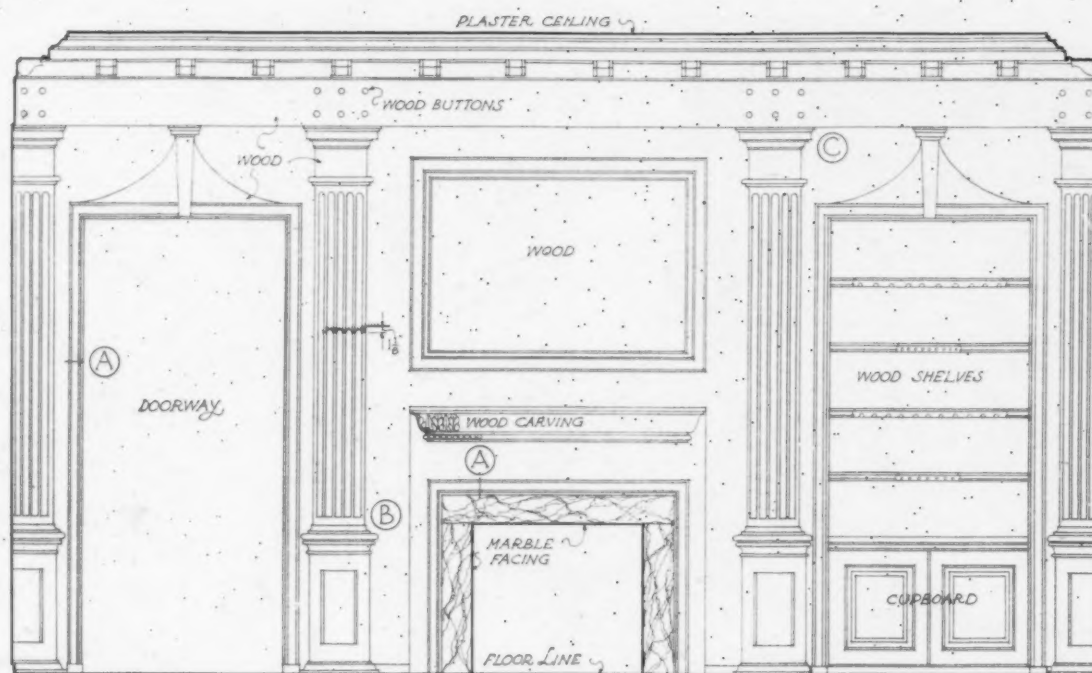 PLASTER CEILING
WOOD BUTTONS
WOOD
C
WOOD
A
DOORWAY
WOOD SHELVES
WOOD CARVING
A
B
MARBLE
FACING
CUPBOARD
FLOOR LINE